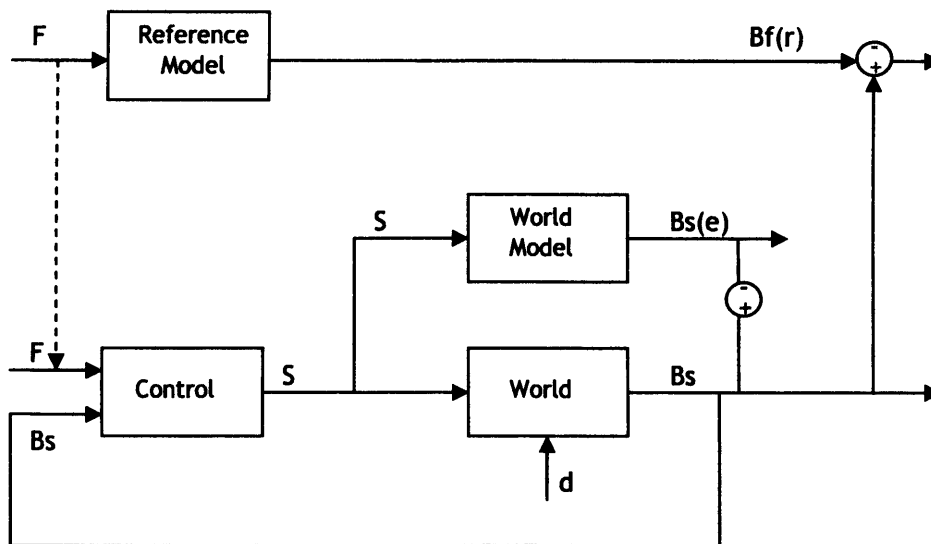 F
Reference
Model
Bf(r)
-
+
S
World
Model
Bs(e)
-
+
F
Control
S
World
Bs
Bs
d